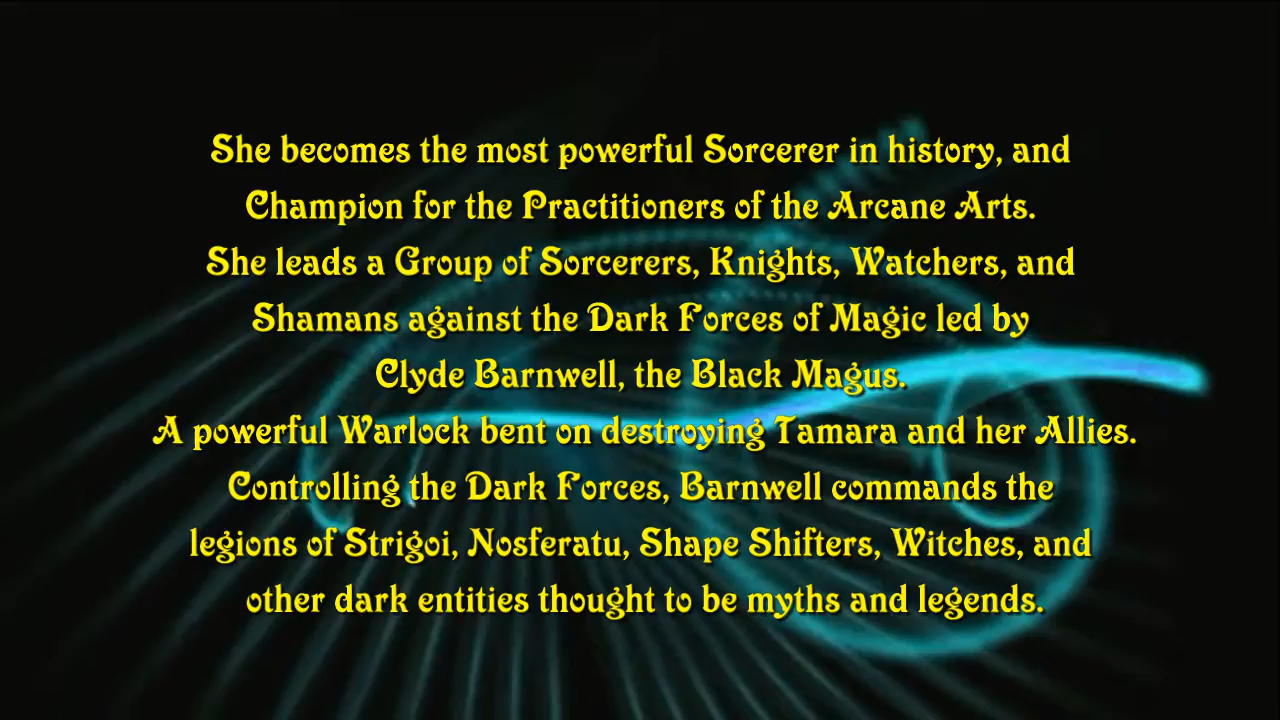 She becomes the most powerful Sorcerer in history, and
Champion for the Practitioners of the Arcane Arts.
She leads a Group of Sorcerers, Knights, Watchers, and
Shamans against the Dark Forces of Magic led by
Clyde Barnwell, the Black Magus.
A powerful Warlock bent on destroying Tamara and her Allies.
Controlling the Dark Forces, Barnwell commands the
legions of Strigoi, Nosferatu, Shape Shifters, Witches, and
other dark entities thought to be myths and legends.